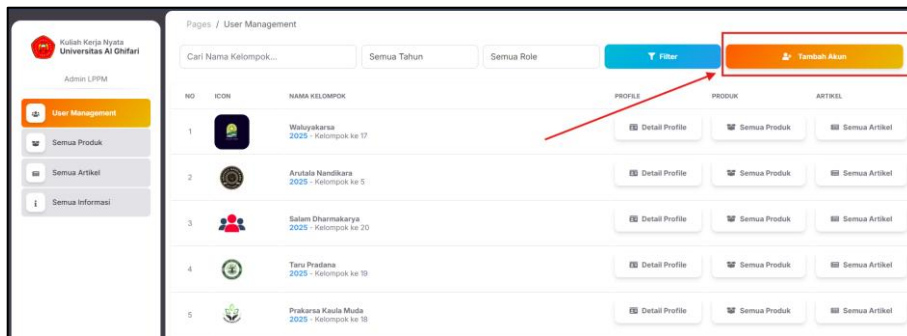 Kuliah Kerja Nyata
Universitas Al Ghifari
Admin LPPM
User Management
Semua Produk
Semua Artikel
Semua Informasi
Pages / User Management
Cari Nama Kelompok... Semua Tahun Semua Role Filter Tambah Akun
NO ICON NAMA KELOMPOK PROFILE PRODUK ARTIKEL
1 Waluyakarsa Detail Profile Semua Produk Semua Artikel
2025 - Kelompok ke 17
2 Arutala Nandikara Detail Profile Semua Produk Semua Artikel
2025 - Kelompok ke 5
3 Salam Dharmakarya Detail Profile Semua Produk Semua Artikel
2025 - Kelompok ke 20
4 Taru Pradana Detail Profile Semua Produk Semua Artikel
2025 - Kelompok ke 19
5 Prakarsa Kaula Muda Detail Profile Semua Produk Semua Artikel
2025 - Kelompok ke 18